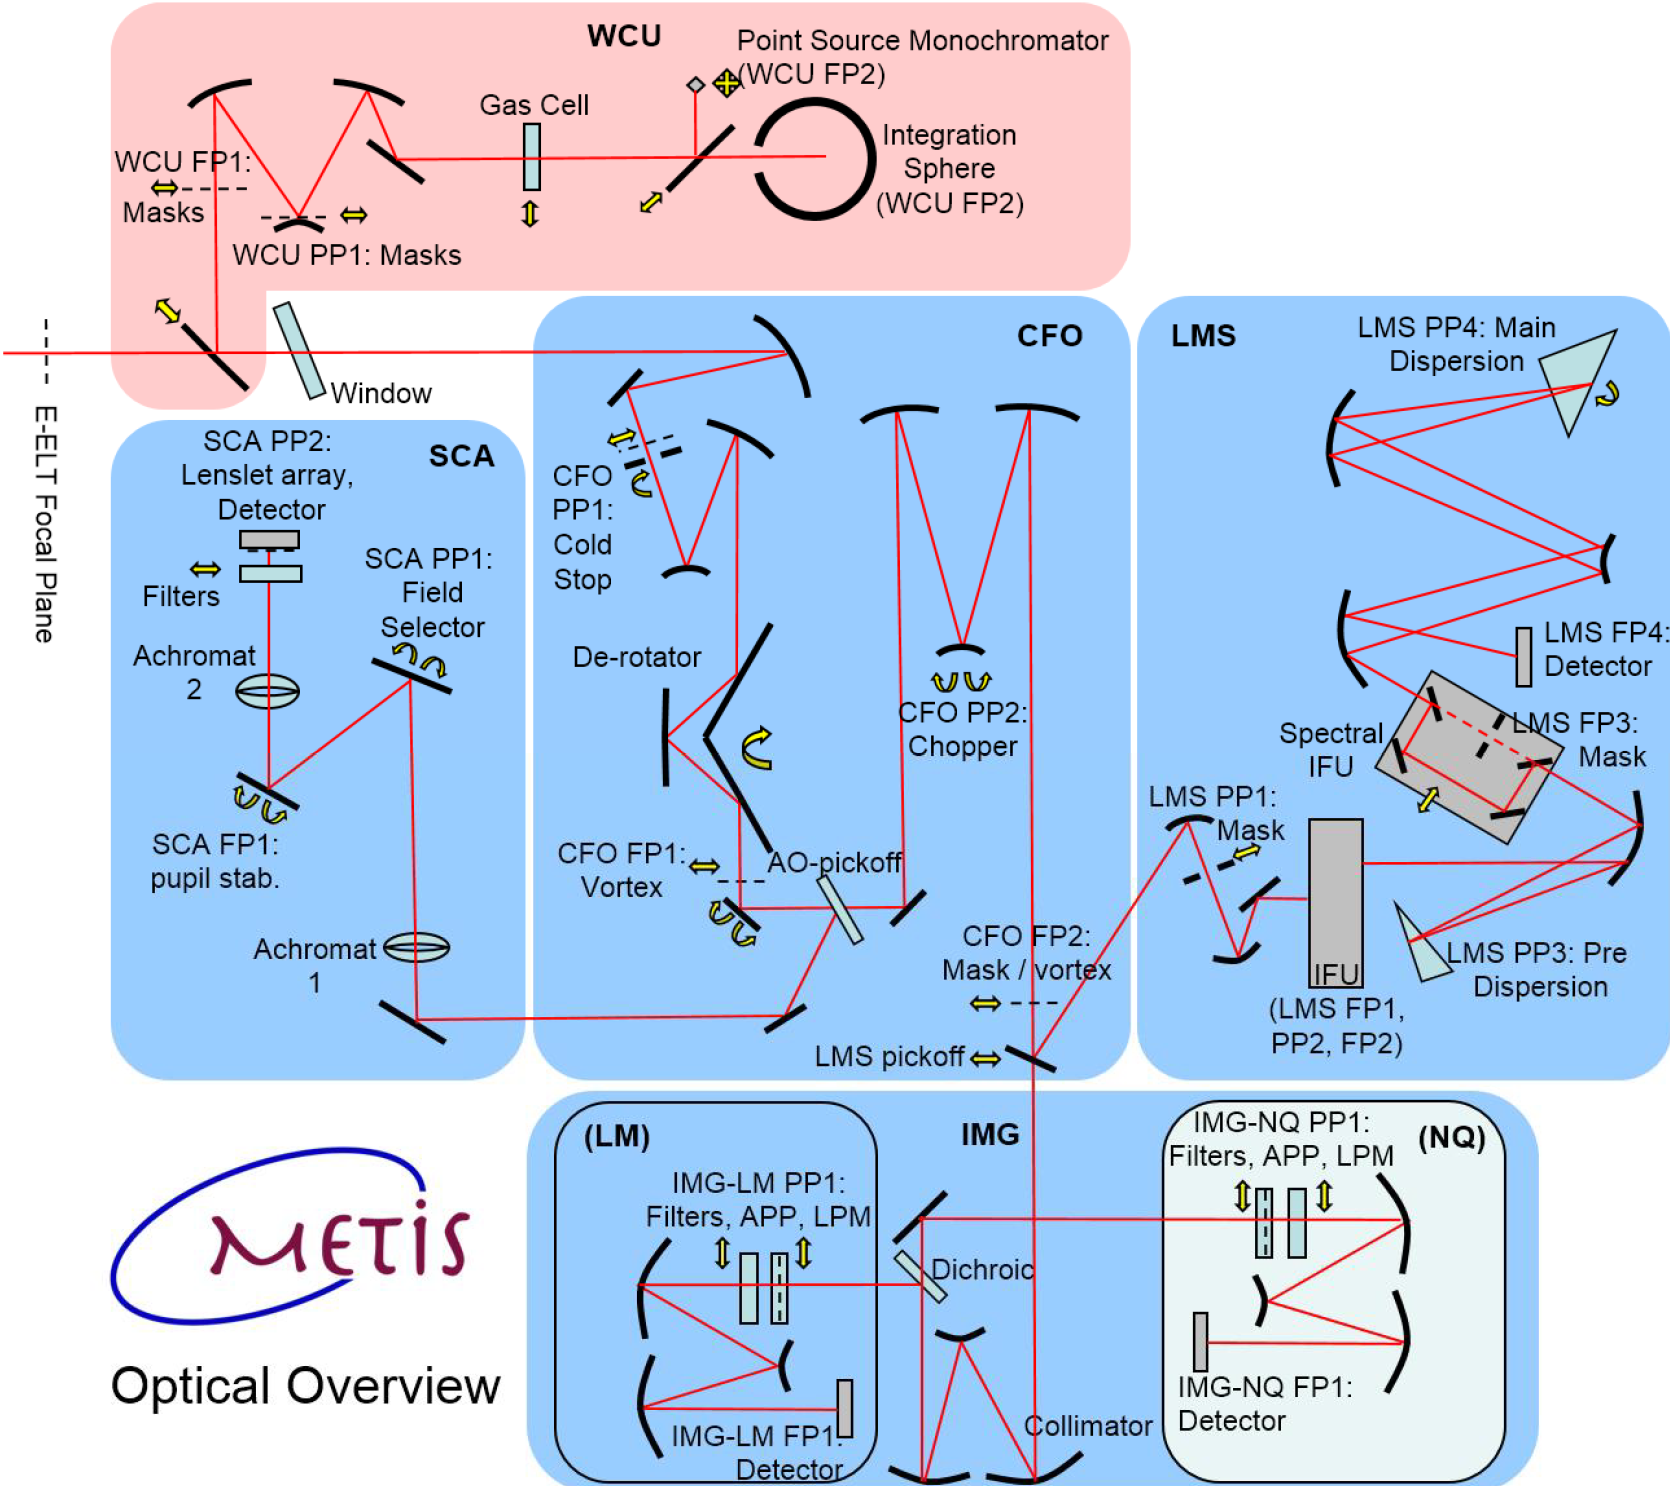 WCU
Point Source Monochromator
(WCU FP2)
Gas Cell
Integration
Sphere
(WCU FP2)
WCU FP1:
Masks
WCU PP1: Masks
Window
E-ELT Focal Plane
SCA
SCA PP2:
Lenslet array,
Detector
Filters
SCA PP1:
Field
Selector
Achromat
2
SCA FP1:
pupil stab.
Achromat
1
CFO
CFO
PP1:
Cold
Stop
De-rotator
CFO PP2:
Chopper
CFO FP1:
Vortex
AO-pickoff
CFO FP2:
Mask / vortex
LMS pickoff
LMS
LMS PP4: Main
Dispersion
LMS FP4:
Detector
Spectral
IFU
LMS FP3:
Mask
LMS PP1:
Mask
IFU
(LMS FP1,
PP2, FP2)
LMS PP3: Pre
Dispersion
(LM)
IMG
(NQ)
IMG-LM PP1:
Filters, APP, LPM
IMG-NQ PP1:
Filters, APP, LPM
Dichroic
Collimator
IMG-LM FP1:
Detector
IMG-NQ FP1:
Detector
METIS
Optical Overview